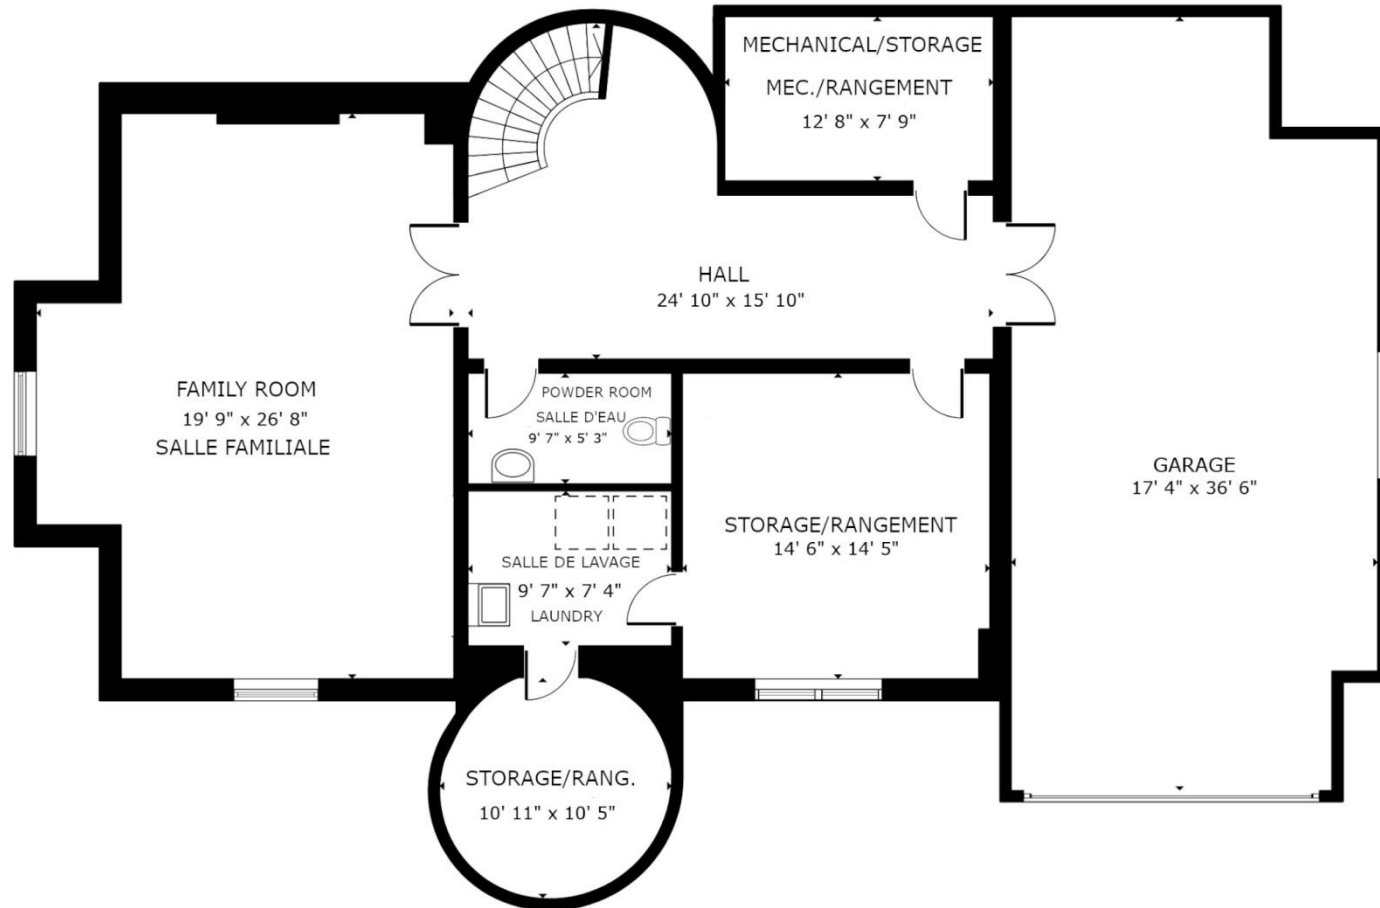 MECHANICAL/STORAGE
MEC./RANGEMENT
12' 8" x 7' 9"
HALL
24' 10" x 15' 10"
FAMILY ROOM
19' 9" x 26' 8"
SALLE FAMILIALE
POWDER ROOM
SALLE D'EAU
9' 7" x 5' 3"
GARAGE
17' 4" x 36' 6"
STORAGE/RANGEMENT
14' 6" x 14' 5"
SALLE DE LAVAGE
9' 7" x 7' 4"
LAUNDRY
STORAGE/RANG.
10' 11" x 10' 5"